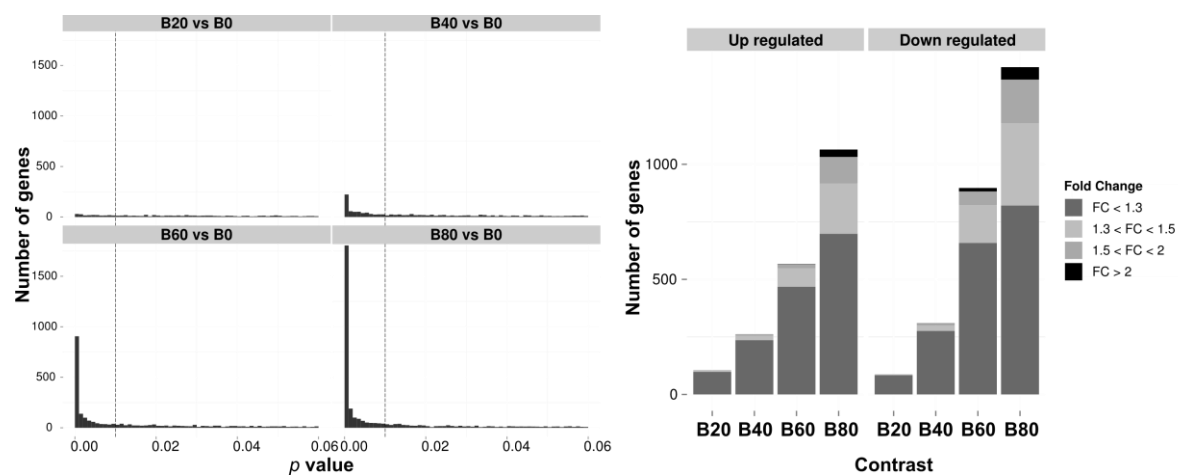 B20 vs B0
B40 vs B0
1500
1000
500
0
B60 vs B0
B80 vs B0
1500
1000
500
0
0.00
0.02
0.04
0.06
0.00
0.02
0.04
0.06
Number of genes
p value
Up regulated
Down regulated
1000
500
0
Number of genes
B20 B40 B60 B80
B20 B40 B60 B80
Contrast
Fold Change
FC < 1.3
1.3 < FC < 1.5
1.5 < FC < 2
FC > 2